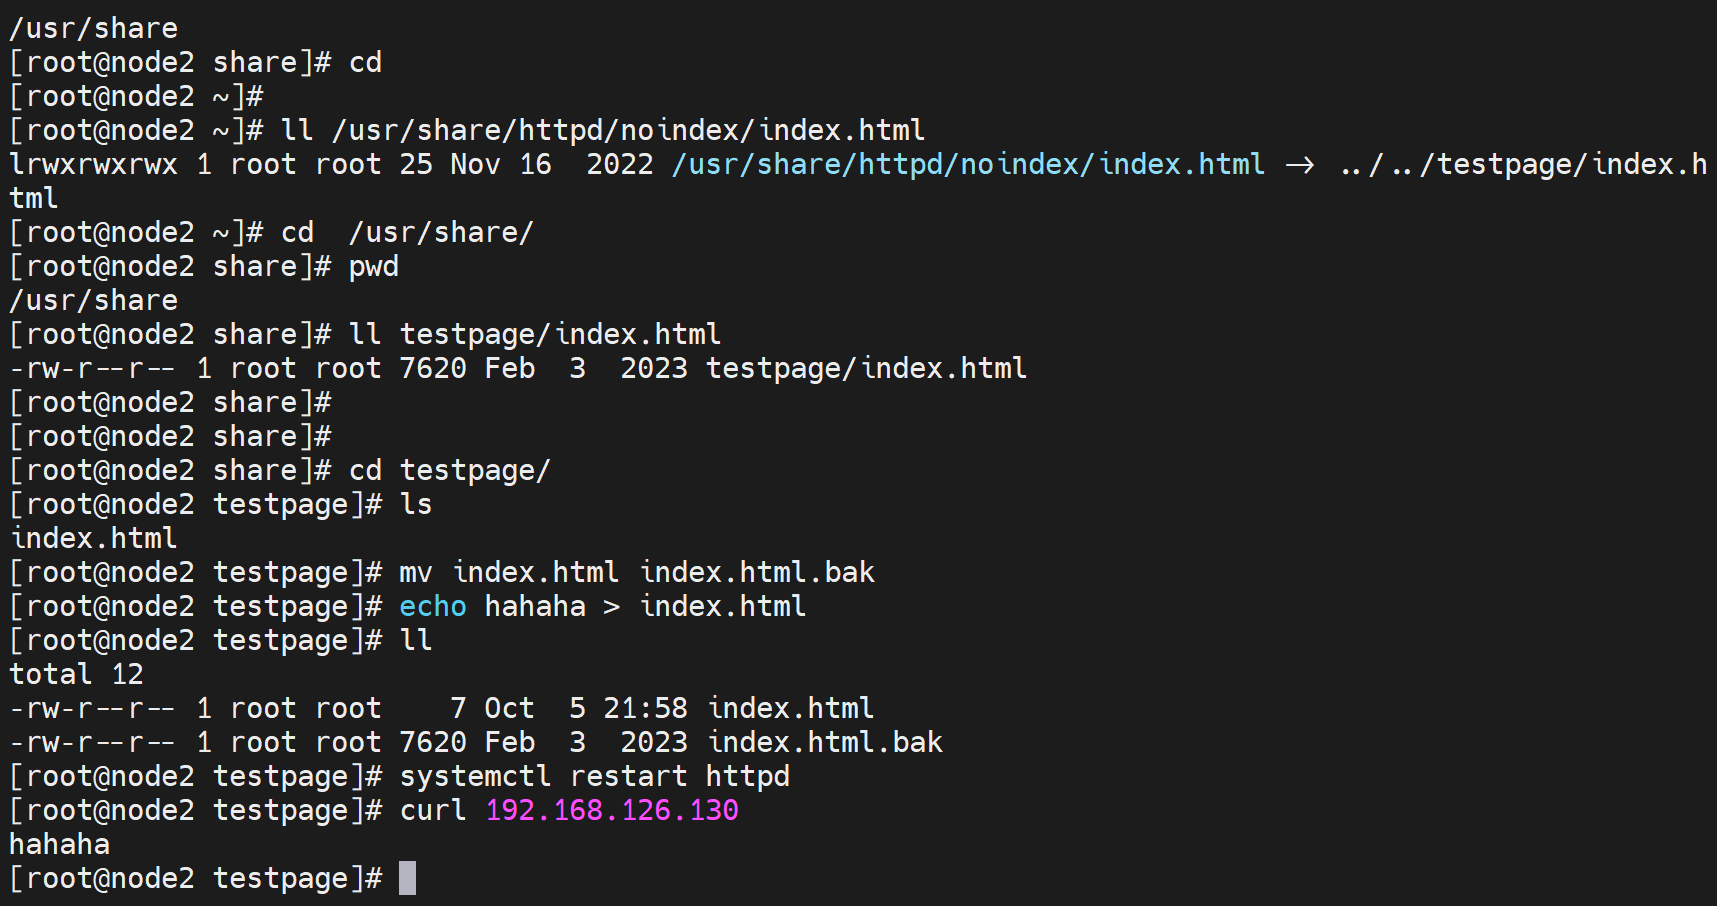 /usr/share
[root@node2 share]# cd
[root@node2 ~]#
[root@node2 ~]# ll /usr/share/httpd/noindex/index.html
lrwxrwxrwx 1 root root 25 Nov 16  2022 /usr/share/httpd/noindex/index.html -> ../../testpage/index.h
tml
[root@node2 ~]# cd  /usr/share/
[root@node2 share]# pwd
/usr/share
[root@node2 share]# ll testpage/index.html
-rw-r--r-- 1 root root 7620 Feb  3  2023 testpage/index.html
[root@node2 share]#
[root@node2 share]#
[root@node2 share]# cd testpage/
[root@node2 testpage]# ls
index.html
[root@node2 testpage]# mv index.html index.html.bak
[root@node2 testpage]# echo hahaha > index.html
[root@node2 testpage]# ll
total 12
-rw-r--r-- 1 root root    7 Oct  5 21:58 index.html
-rw-r--r-- 1 root root 7620 Feb  3  2023 index.html.bak
[root@node2 testpage]# systemctl restart httpd
[root@node2 testpage]# curl 192.168.126.130
hahaha
[root@node2 testpage]#